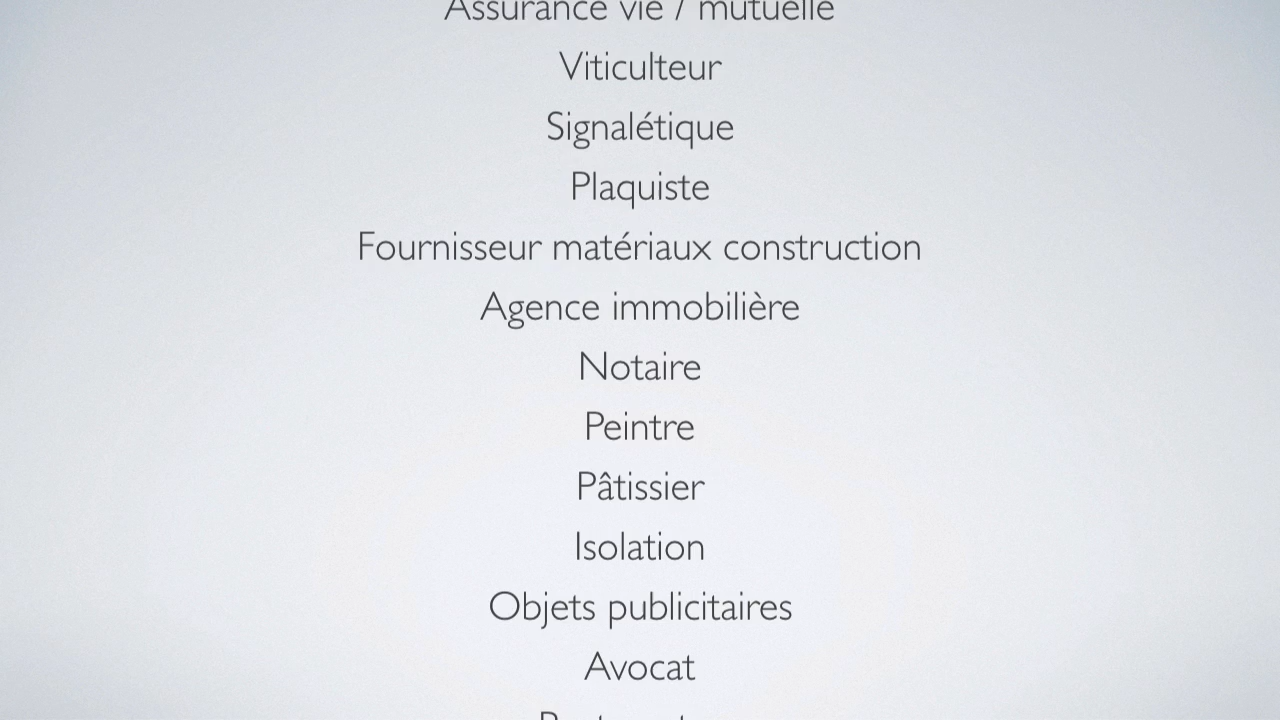 Assurance vie / mutuelle
Viticulteur
Signalétique
Plaquiste
Fournisseur matériaux construction
Agence immobilière
Notaire
Peintre
Pâtissier
Isolation
Objets publicitaires
Avocat